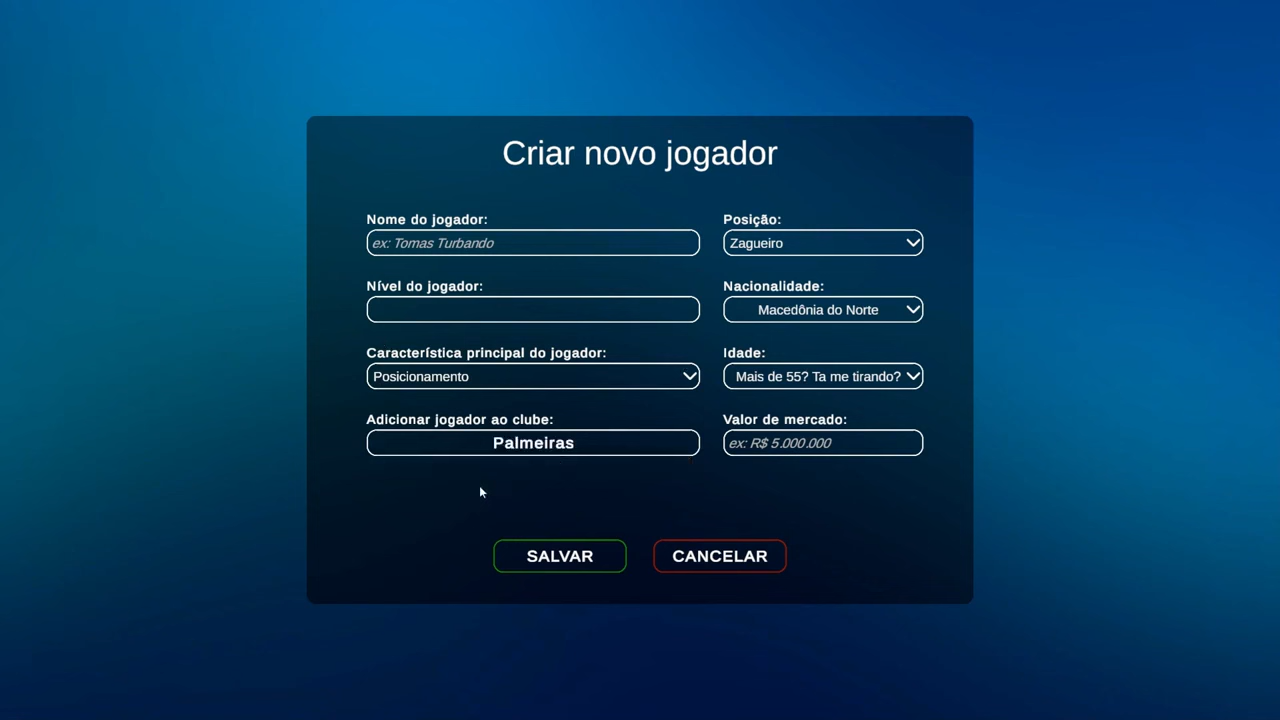 Criar novo jogador
Nome do jogador:
ex: Tomas Turbando
Posição:
Zagueiro
Nível do jogador:
Nacionalidade:
Macedônia do Norte
Característica principal do jogador:
Posicionamento
Idade:
Mais de 55? Ta me tirando?
Adicionar jogador ao clube:
Palmeiras
Valor de mercado:
ex: R$ 5.000.000
SALVAR
CANCELAR